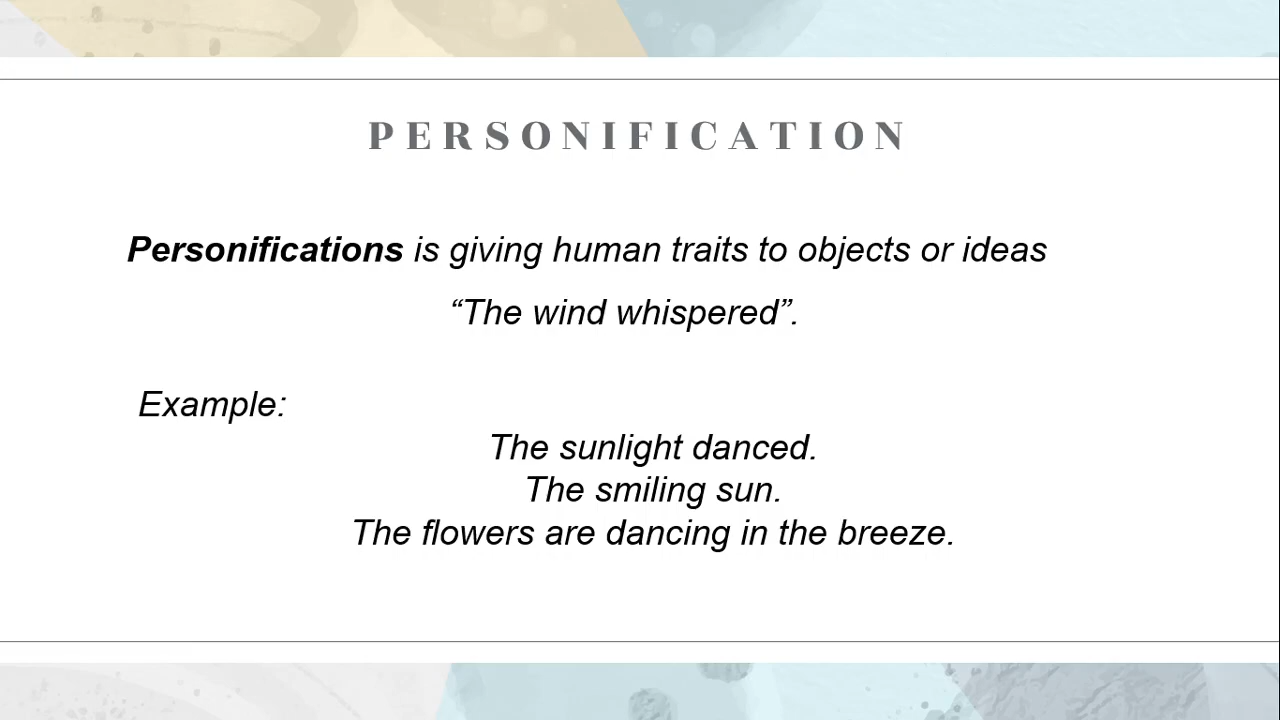 PERSONIFICATION
Personifications is giving human traits to objects or ideas
“The wind whispered”.
Example:
The sunlight danced.
The smiling sun.
The flowers are dancing in the breeze.